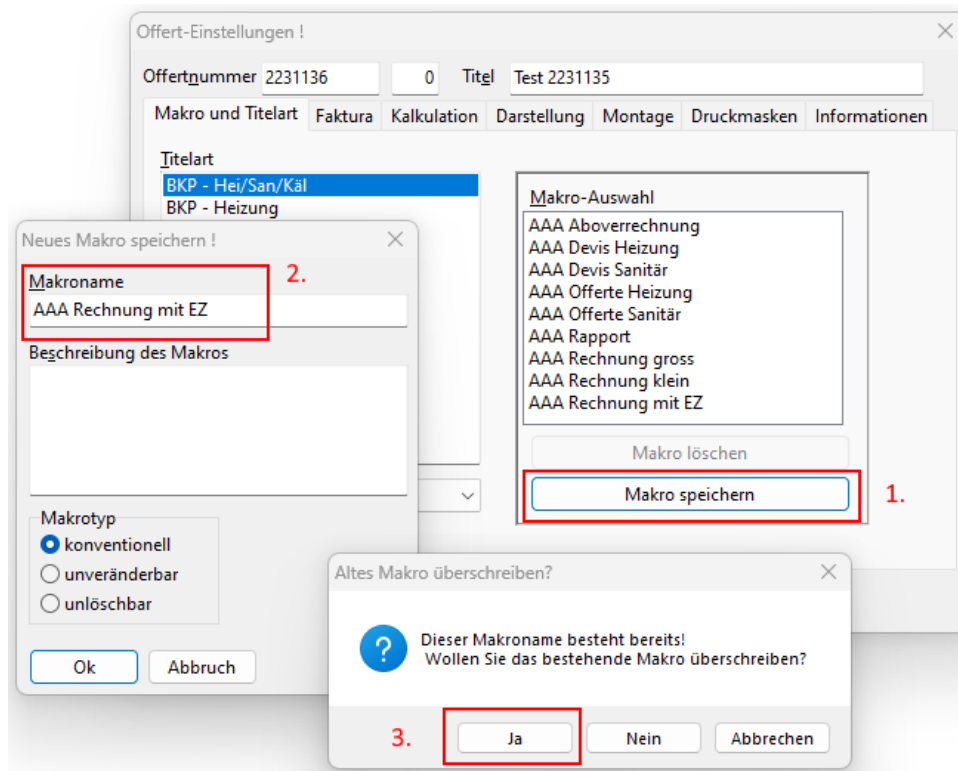 Offert-Einstellungen !
Offertnummer 2231136 0 Titel Test 2231135
Makro und Titelart Faktura Kalkulation Darstellung Montage Druckmasken Informationen
Titelart
BKP - Hei/San/Käl
BKP - Heizung
Makro-Auswahl
AAA Aboverrechnung
AAA Devis Heizung
AAA Devis Sanitär
AAA Offerte Heizung
AAA Offerte Sanitär
AAA Rapport
AAA Rechnung gross
AAA Rechnung klein
AAA Rechnung mit EZ
Makro löschen
Makro speichern 1.
Neues Makro speichern !
Makroname 2.
AAA Rechnung mit EZ
Beschreibung des Makros
Makrotyp
konventionell
unveränderbar
unlöschbar
Ok Abbruch
Altes Makro überschreiben?
Dieser Makroname besteht bereits!
Wollen Sie das bestehende Makro überschreiben?
3. Ja Nein Abbrechen